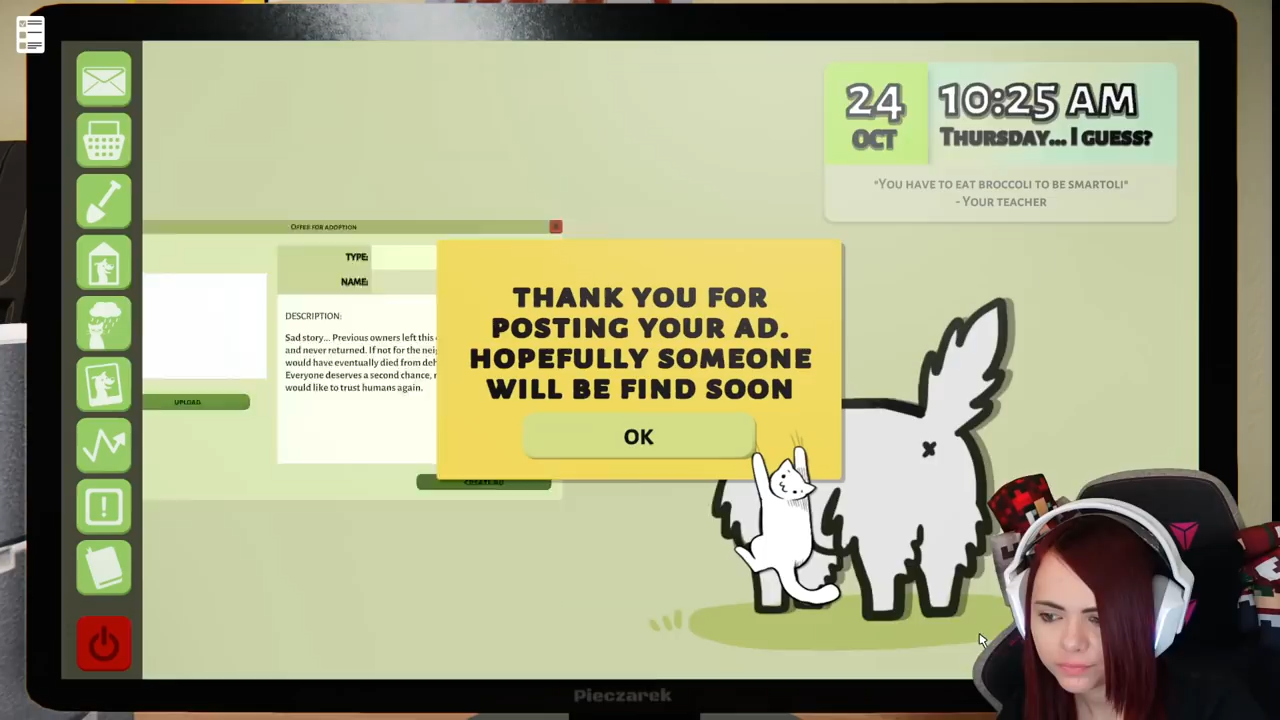 24
OCT
10:25 AM
THURSDAY... I GUESS?
"YOU HAVE TO EAT BROCCOLI TO BE SMARTOLI"
- YOUR TEACHER
OFFER FOR ADOPTION
TYPE:
NAME:
DESCRIPTION:
Sad story... Previous owners left this
and never returned. If not for the
would have eventually died from
Everyone deserves a second chance,
would like to trust humans again.
UPLOAD
CREATE AD
THANK YOU FOR
POSTING YOUR AD.
HOPEFULLY SOMEONE
WILL BE FIND SOON
OK
Pieczarek